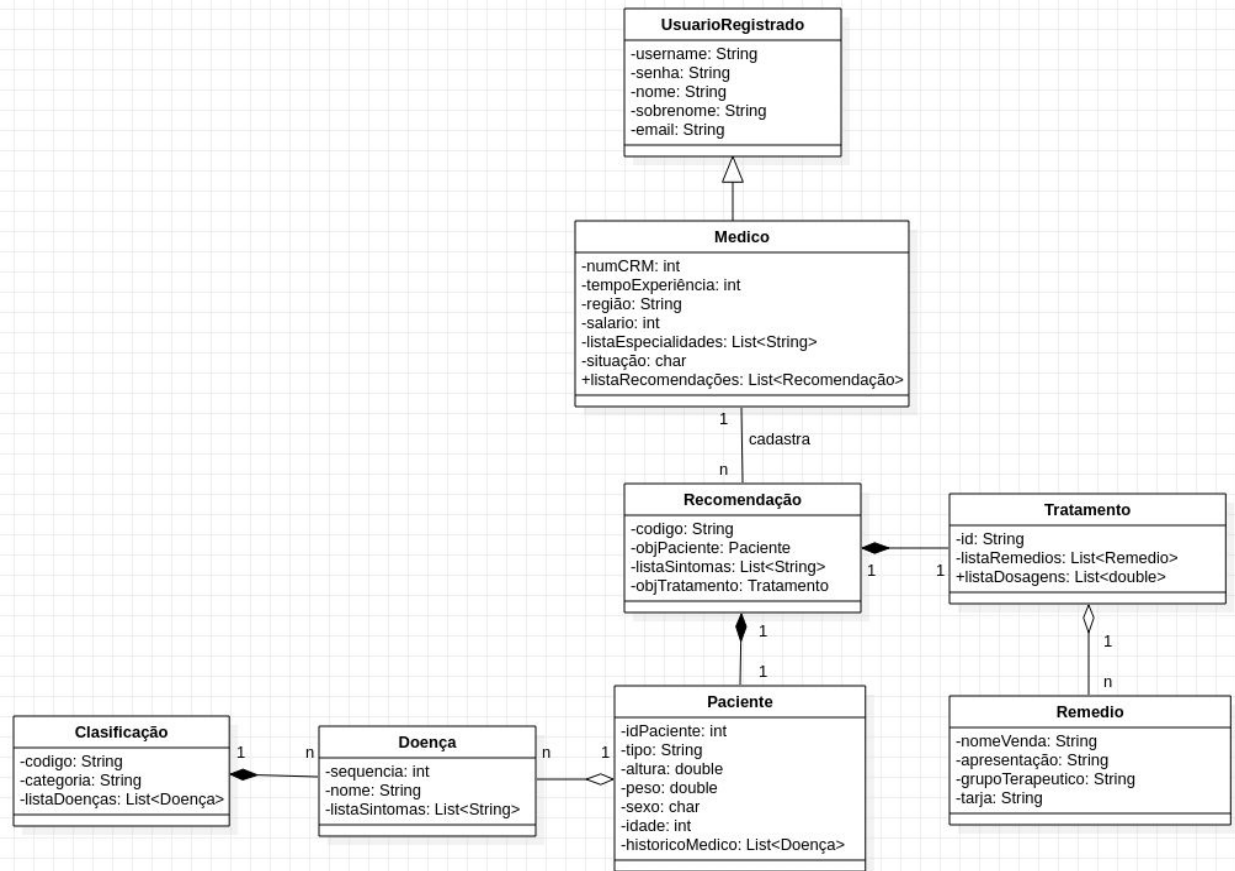 UsuarioRegistrado
-username: String
-senha: String
-nome: String
-sobrenome: String
-email: String
Medico
-numCRM: int
-tempoExperiência: int
-região: String
-salario: int
-listaEspecialidades: List<String>
-situação: char
+listaRecomendações: List<Recomendação>
1
cadastra
n
Recomendação
-codigo: String
-objPaciente: Paciente
-listaSintomas: List<String>
-objTratamento: Tratamento
1
1
Tratamento
-id: String
-listaRemedios: List<Remedio>
+listaDosagens: List<double>
1
1
1
n
Clasificação
-codigo: String
-categoria: String
-listaDoenças: List<Doença>
1
n
Doença
-sequencia: int
-nome: String
-listaSintomas: List<String>
n
1
Paciente
-idPaciente: int
-tipo: String
-altura: double
-peso: double
-sexo: char
-idade: int
-historicoMedico: List<Doença>
Remedio
-nomeVenda: String
-apresentação: String
-grupoTerapeutico: String
-tarja: String